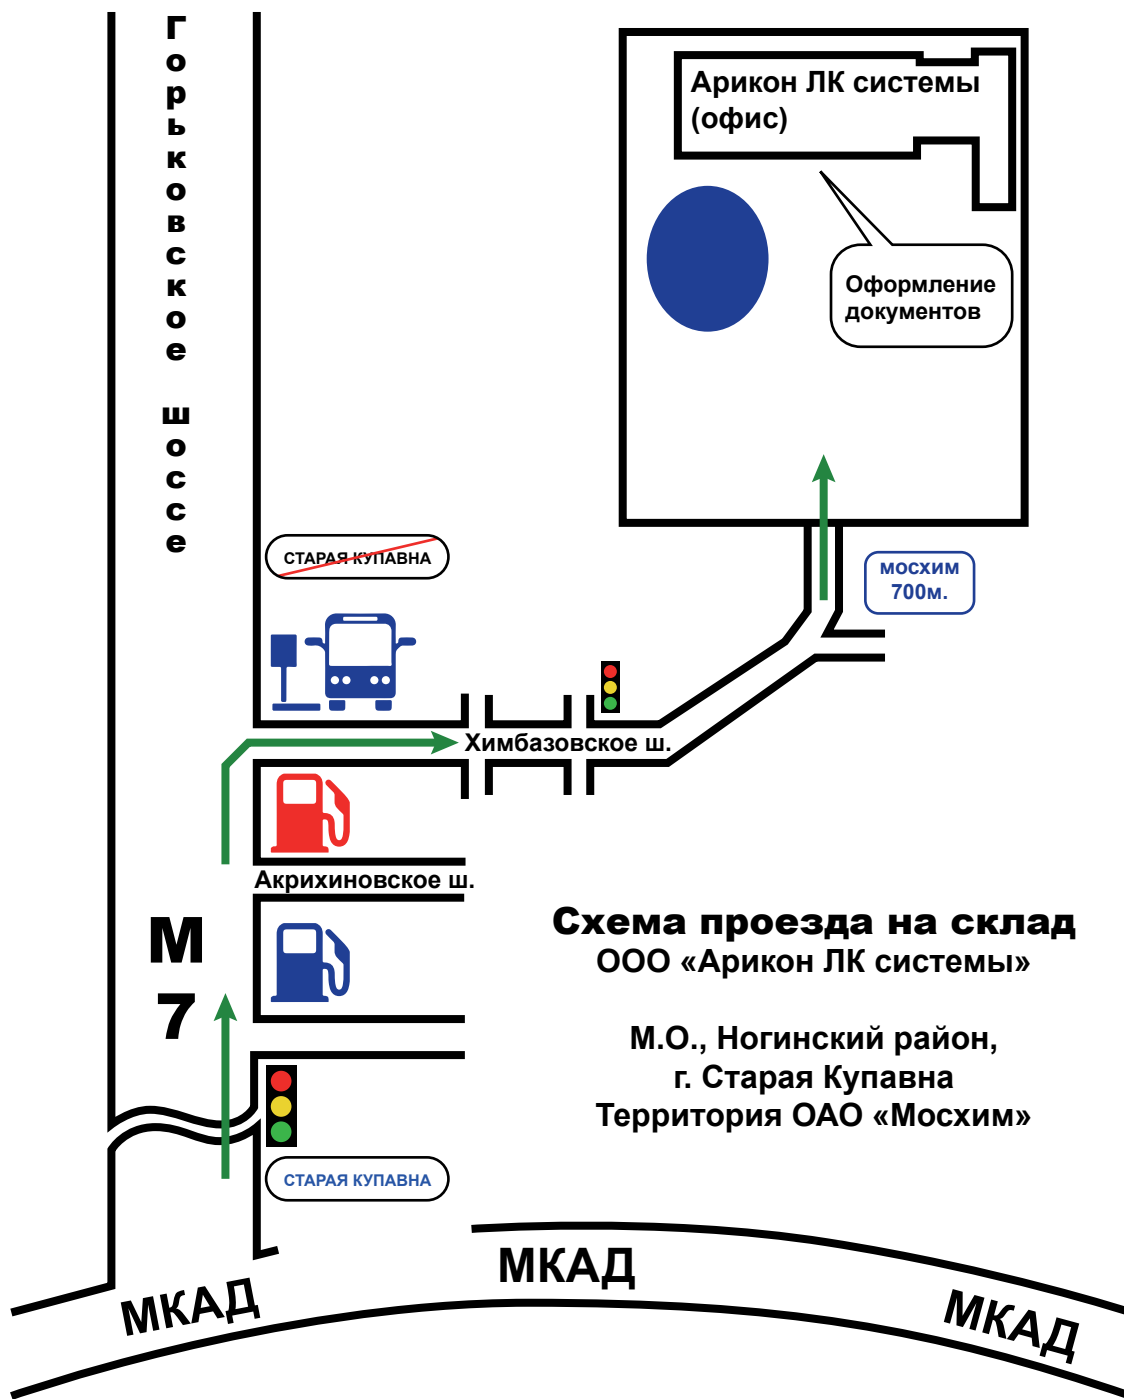 Горьковское шоссе
Арикон ЛК системы
(офис)
Оформление
документов
СТАРАЯ КУПАВНА
мосхим
700м.
Химбазовское ш.
Акрихиновское ш.
М
7
Схема проезда на склад
ООО «Арикон ЛК системы»
М.О., Ногинский район,
г. Старая Купавна
Территория ОАО «Мосхим»
СТАРАЯ КУПАВНА
МКАД
МКАД
МКАД